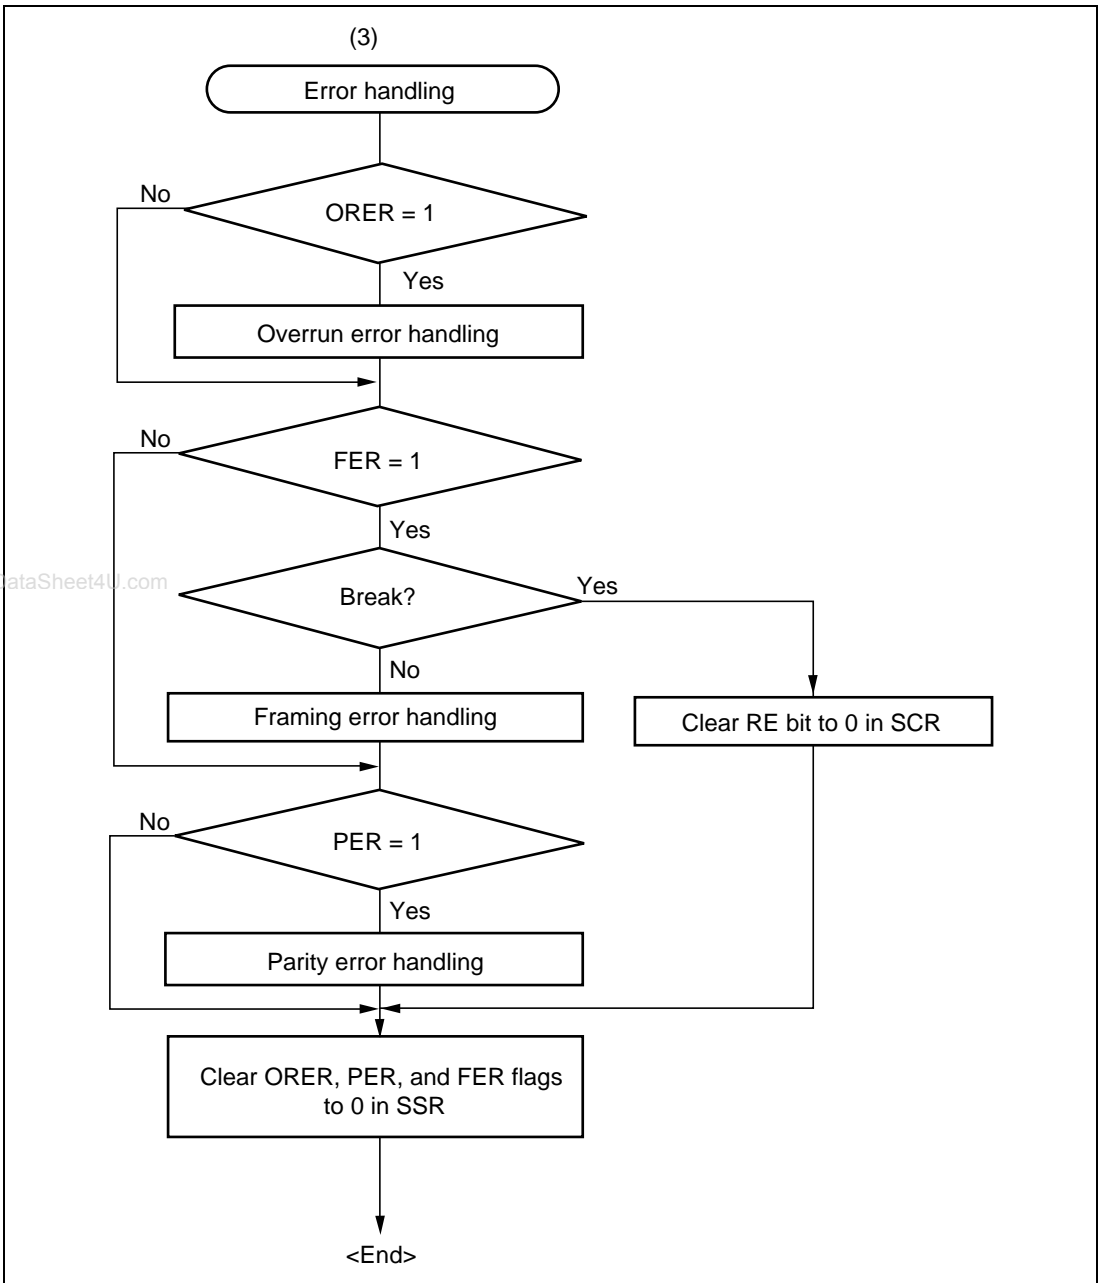 (3)
Error handling
No
ORER = 1
Yes
Overrun error handling
No
FER = 1
Yes
DataSheet4U.com
Break?
Yes
No
Framing error handling
Clear RE bit to 0 in SCR
No
PER = 1
Yes
Parity error handling
Clear ORER, PER, and FER flags
to 0 in SSR
<End>